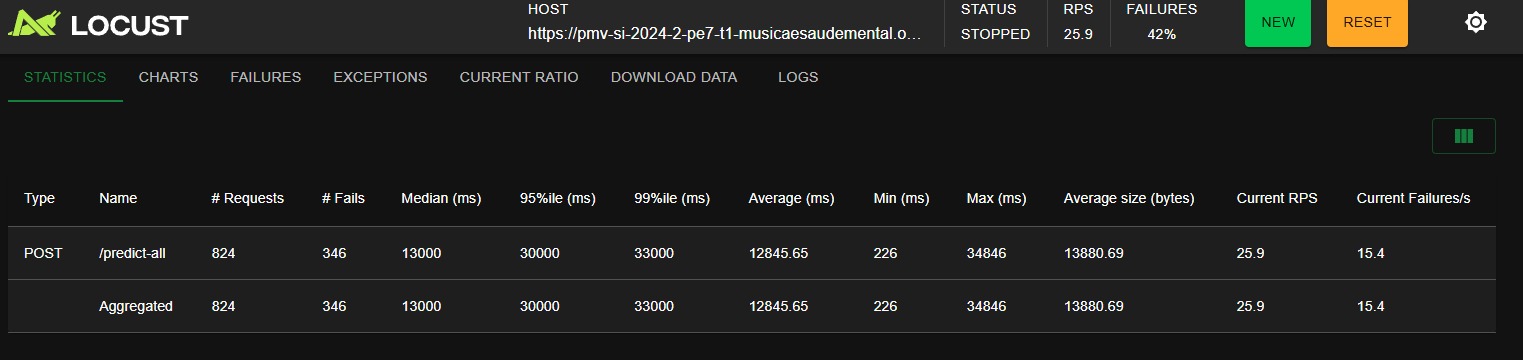 LOCUST
HOST
https://pmv-si-2024-2-pe7-t1-musicaesaudemental.o...
STATUS
STOPPED
RPS
25.9
FAILURES
42%
NEW
RESET
STATISTICS CHARTS FAILURES EXCEPTIONS CURRENT RATIO DOWNLOAD DATA LOGS
Type Name # Requests # Fails Median (ms) 95%ile (ms) 99%ile (ms) Average (ms) Min (ms) Max (ms) Average size (bytes) Current RPS Current Failures/s
POST /predict-all 824 346 13000 30000 33000 12845.65 226 34846 13880.69 25.9 15.4
Aggregated 824 346 13000 30000 33000 12845.65 226 34846 13880.69 25.9 15.4